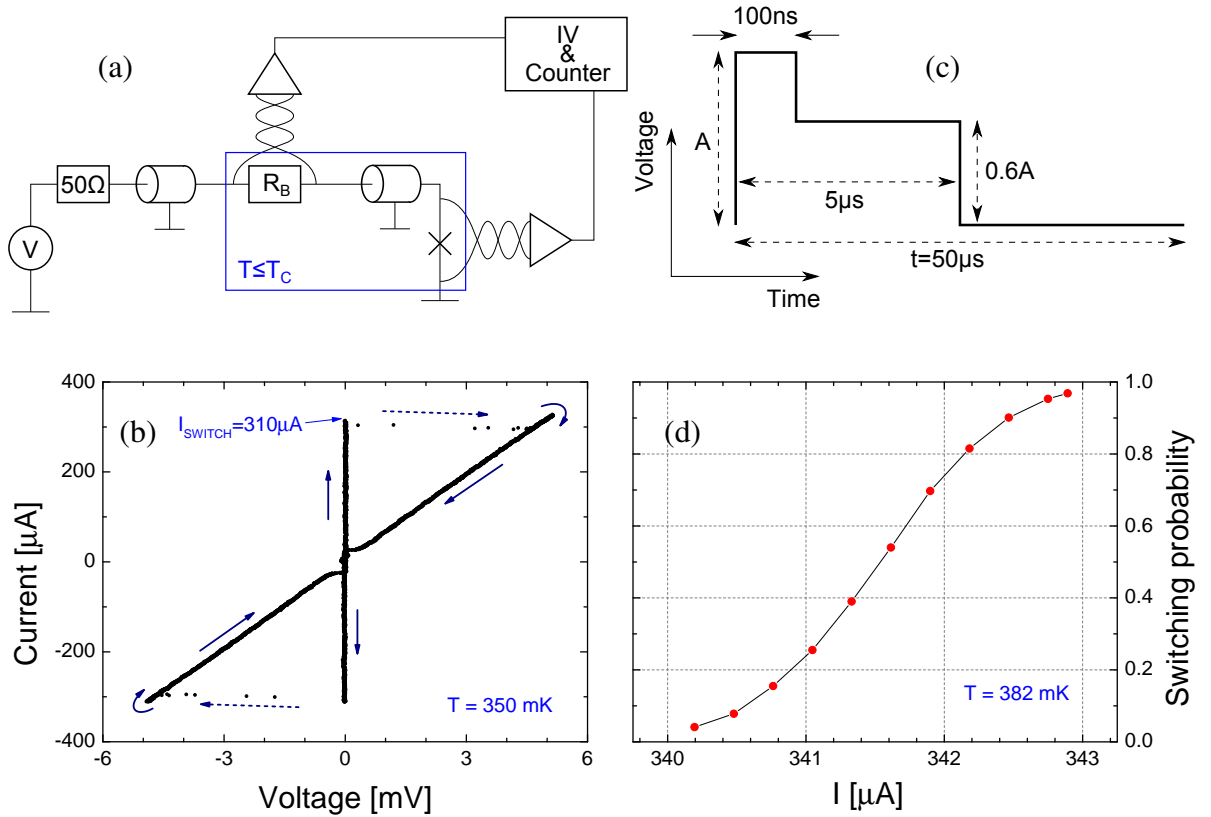 (a)
IV
&
Counter
50Ω
R_B
V
T≤T_C
100ns
(c)
Voltage
A
0.6A
5µs
t=50µs
Time
(b)
I_SWITCH=310µA
400
200
0
-200
-400
-6
-3
0
3
6
Current [µA]
Voltage [mV]
T = 350 mK
(d)
1.0
0.8
0.6
0.4
0.2
0.0
340
341
342
343
Switching probability
I [µA]
T = 382 mK